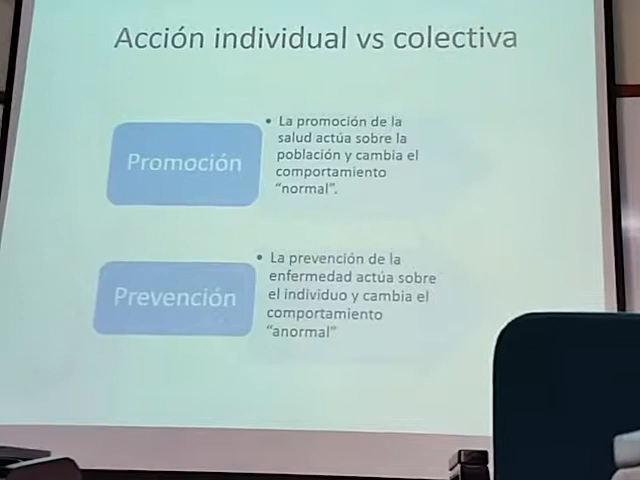 Acción individual vs colectiva
Promoción
• La promoción de la
salud actúa sobre la
población y cambia el
comportamiento
“normal”.
Prevención
• La prevención de la
enfermedad actúa sobre
el individuo y cambia el
comportamiento
“anormal”